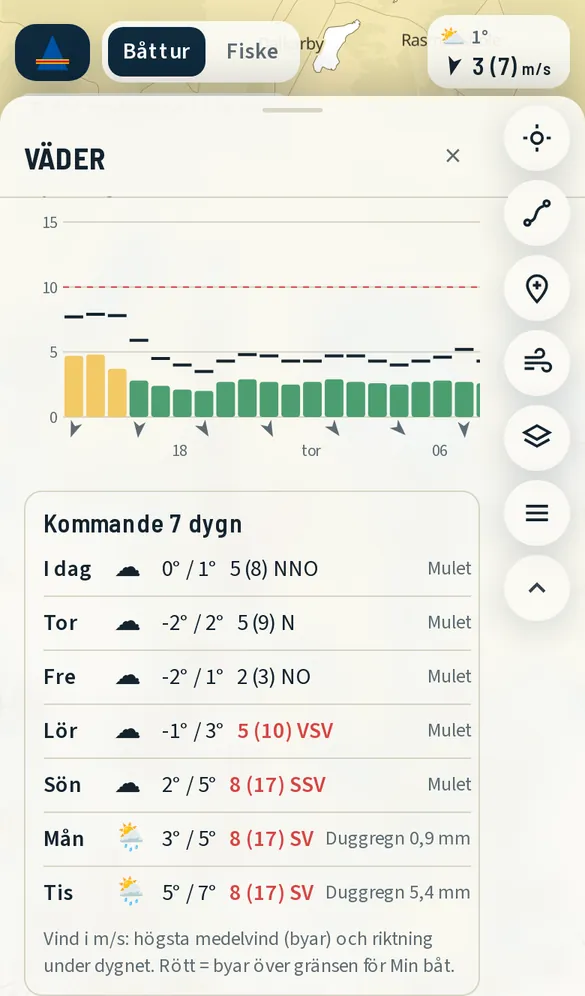 Båttur
Fiske
1°
3 (7) m/s
VÄDER
15
10
5
0
18 tor 06
Kommande 7 dygn
I dag 0° / 1° 5 (8) NNO Mulet
Tor -2° / 2° 5 (9) N Mulet
Fre -2° / 1° 2 (3) NO Mulet
Lör -1° / 3° 5 (10) VSV Mulet
Sön 2° / 5° 8 (17) SSV Mulet
Mån 3° / 5° 8 (17) SV Duggregn 0,9 mm
Tis 5° / 7° 8 (17) SV Duggregn 5,4 mm
Vind i m/s: högsta medelvind (byar) och riktning
under dygnet. Rött = byar över gränsen för Min båt.